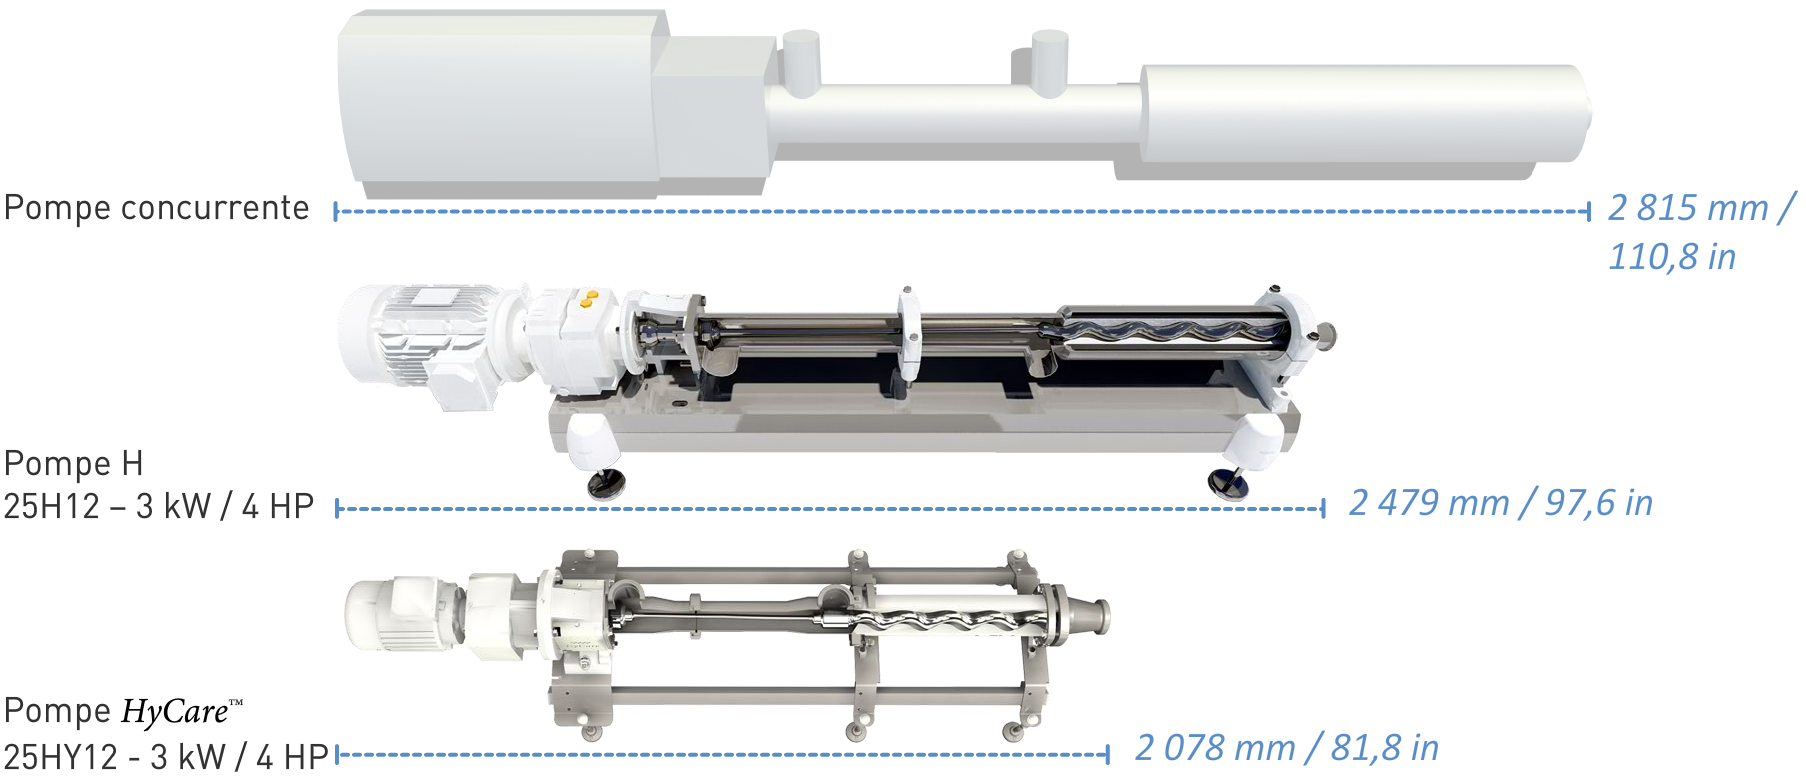 Pompe concurrente
2 815 mm /
110,8 in
Pompe H
25H12 – 3 kW / 4 HP
2 479 mm / 97,6 in
Pompe HyCare™
25HY12 - 3 kW / 4 HP
2 078 mm / 81,8 in